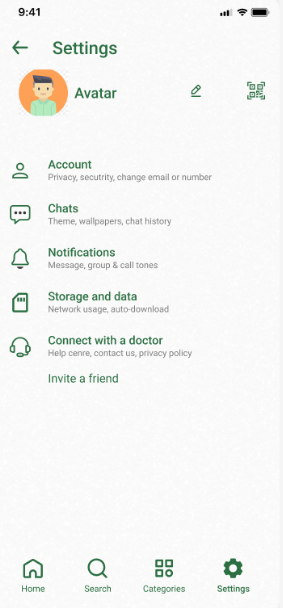 9:41
Settings
Avatar
Account
Privacy, secutrity, change email or number
Chats
Theme, wallpapers, chat history
Notifications
Message, group & call tones
Storage and data
Network usage, auto-download
Connect with a doctor
Help cenre, contact us, privacy policy
Invite a friend
Home Search Categories Settings